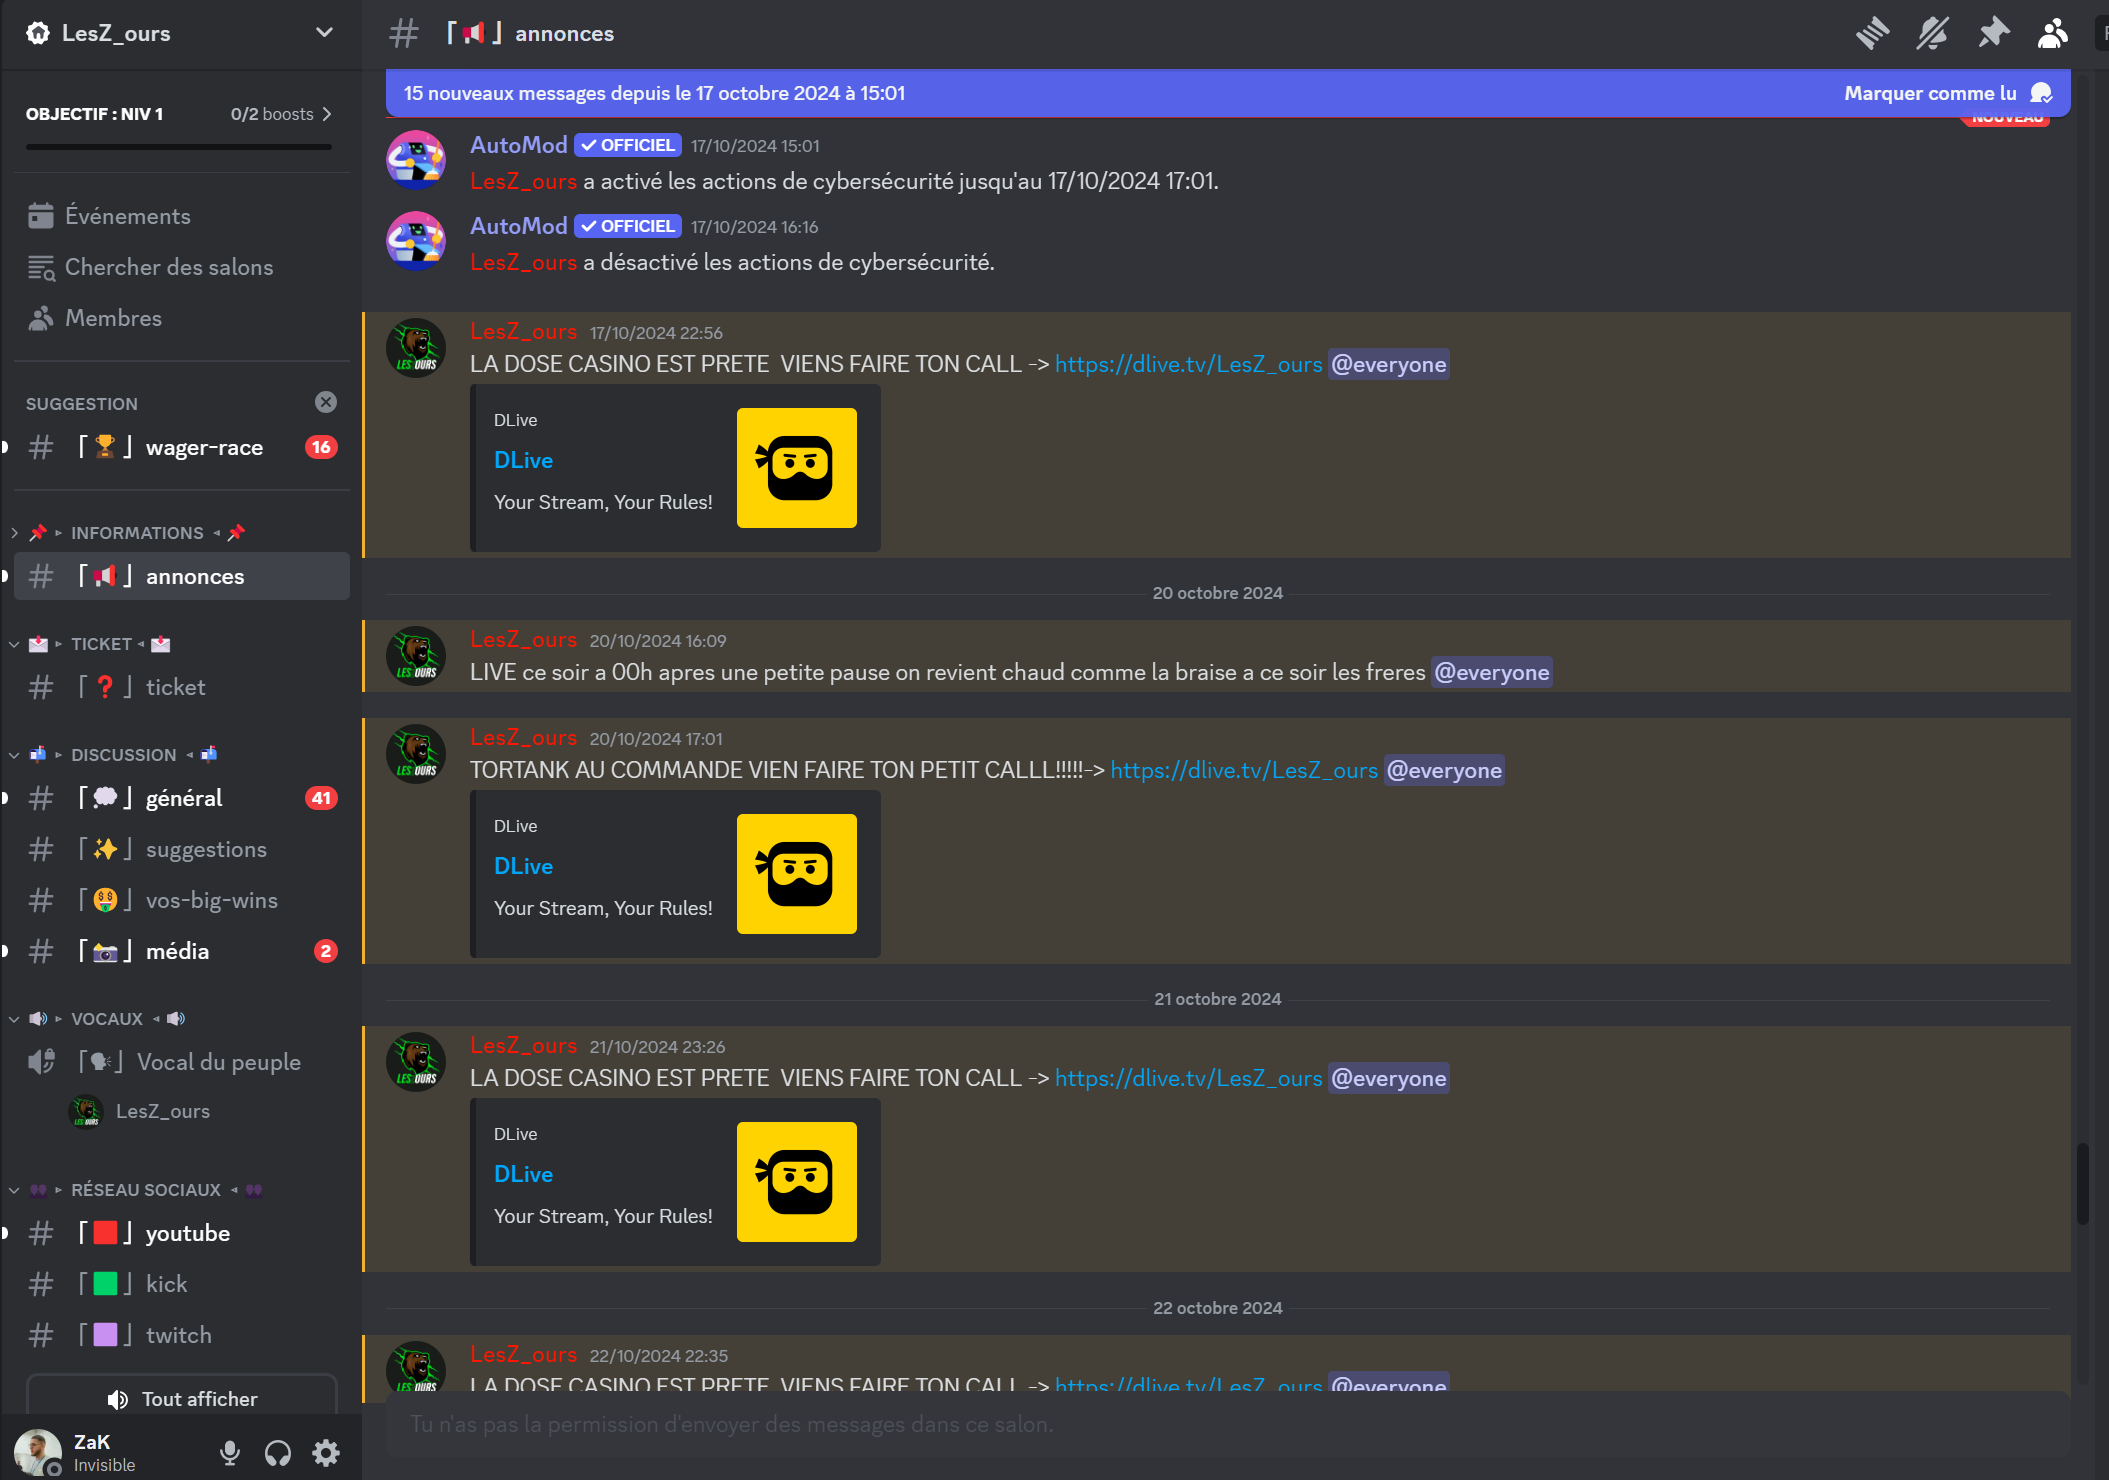 LesZ_ours
OBJECTIF : NIV 1
0/2 boosts
Événements
Chercher des salons
Membres
SUGGESTION
wager-race
16
INFORMATIONS
annonces
TICKET
ticket
DISCUSSION
général
41
suggestions
vos-big-wins
média
2
VOCAUX
Vocal du peuple
LesZ_ours
RÉSEAU SOCIAUX
youtube
kick
twitch
Tout afficher
ZaK
Invisible
annonces
15 nouveaux messages depuis le 17 octobre 2024 à 15:01
Marquer comme lu
NOUVEAU
AutoMod OFFICIEL 17/10/2024 15:01
LesZ_ours a activé les actions de cybersécurité jusqu'au 17/10/2024 17:01.
AutoMod OFFICIEL 17/10/2024 16:16
LesZ_ours a désactivé les actions de cybersécurité.
LES OURS
LesZ_ours 17/10/2024 22:56
LA DOSE CASINO EST PRETE VIENS FAIRE TON CALL -> https://dlive.tv/LesZ_ours @everyone
DLive
DLive
Your Stream, Your Rules!
20 octobre 2024
LES OURS
LesZ_ours 20/10/2024 16:09
LIVE ce soir a 00h apres une petite pause on revient chaud comme la braise a ce soir les freres @everyone
LES OURS
LesZ_ours 20/10/2024 17:01
TORTANK AU COMMANDE VIEN FAIRE TON PETIT CALLL!!!!!-> https://dlive.tv/LesZ_ours @everyone
DLive
DLive
Your Stream, Your Rules!
21 octobre 2024
LES OURS
LesZ_ours 21/10/2024 23:26
LA DOSE CASINO EST PRETE VIENS FAIRE TON CALL -> https://dlive.tv/LesZ_ours @everyone
DLive
DLive
Your Stream, Your Rules!
22 octobre 2024
LES OURS
LesZ_ours 22/10/2024 22:35
LA DOSE CASINO EST PRETE VIENS FAIRE TON CALL -> https://dlive.tv/LesZ_ours @everyone
Tu n'as pas la permission d'envoyer des messages dans ce salon.